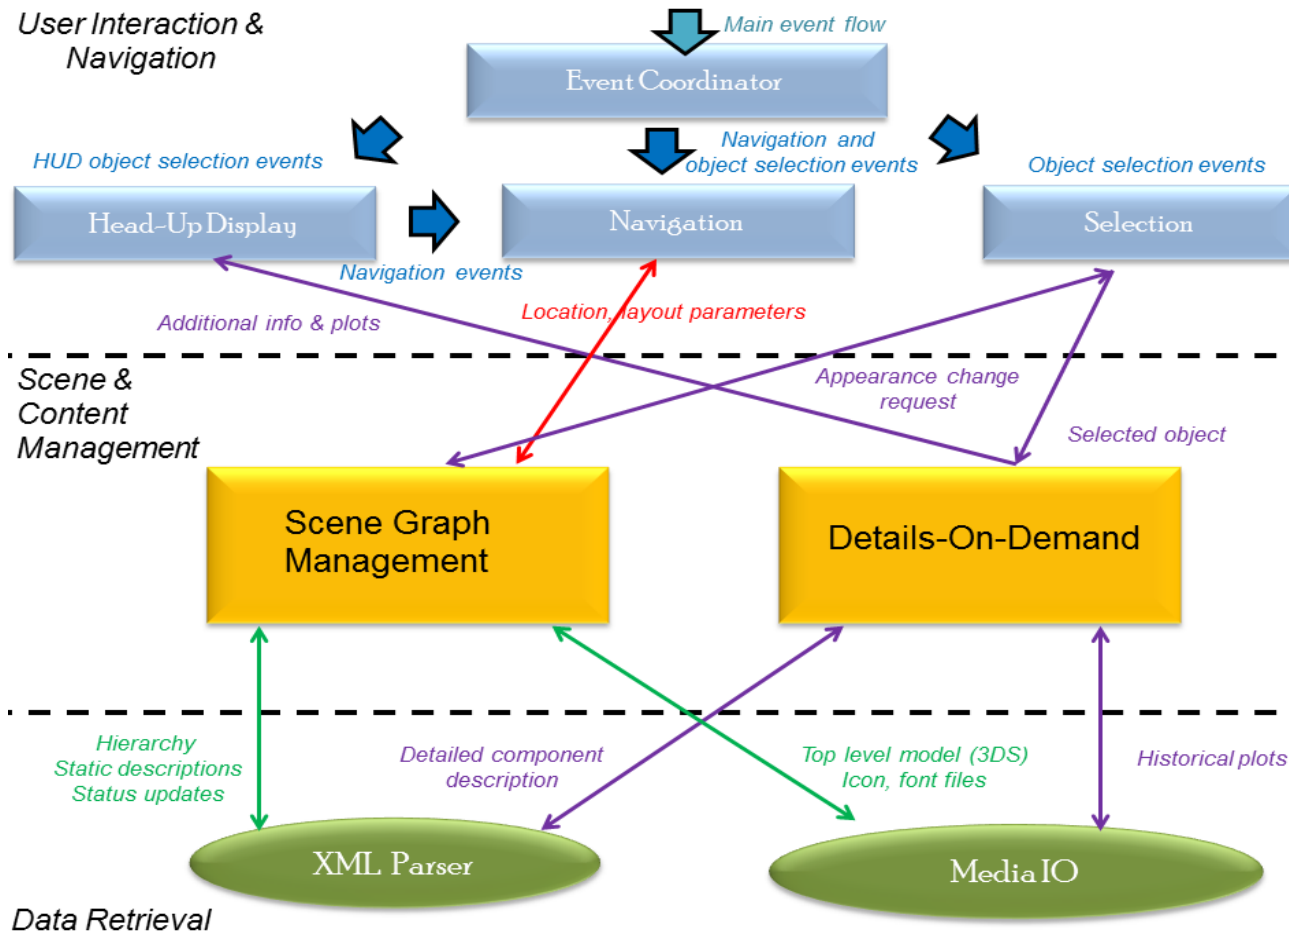 User Interaction &
Navigation
Main event flow
Event Coordinator
HUD object selection events
Navigation and
object selection events
Object selection events
Head-Up Display
Navigation
Selection
Navigation events
Additional info & plots
Location, layout parameters
Scene &
Content
Management
Appearance change
request
Selected object
Scene Graph
Management
Details-On-Demand
Hierarchy
Static descriptions
Status updates
Detailed component
description
Top level model (3DS)
Icon, font files
Historical plots
XML Parser
Media IO
Data Retrieval